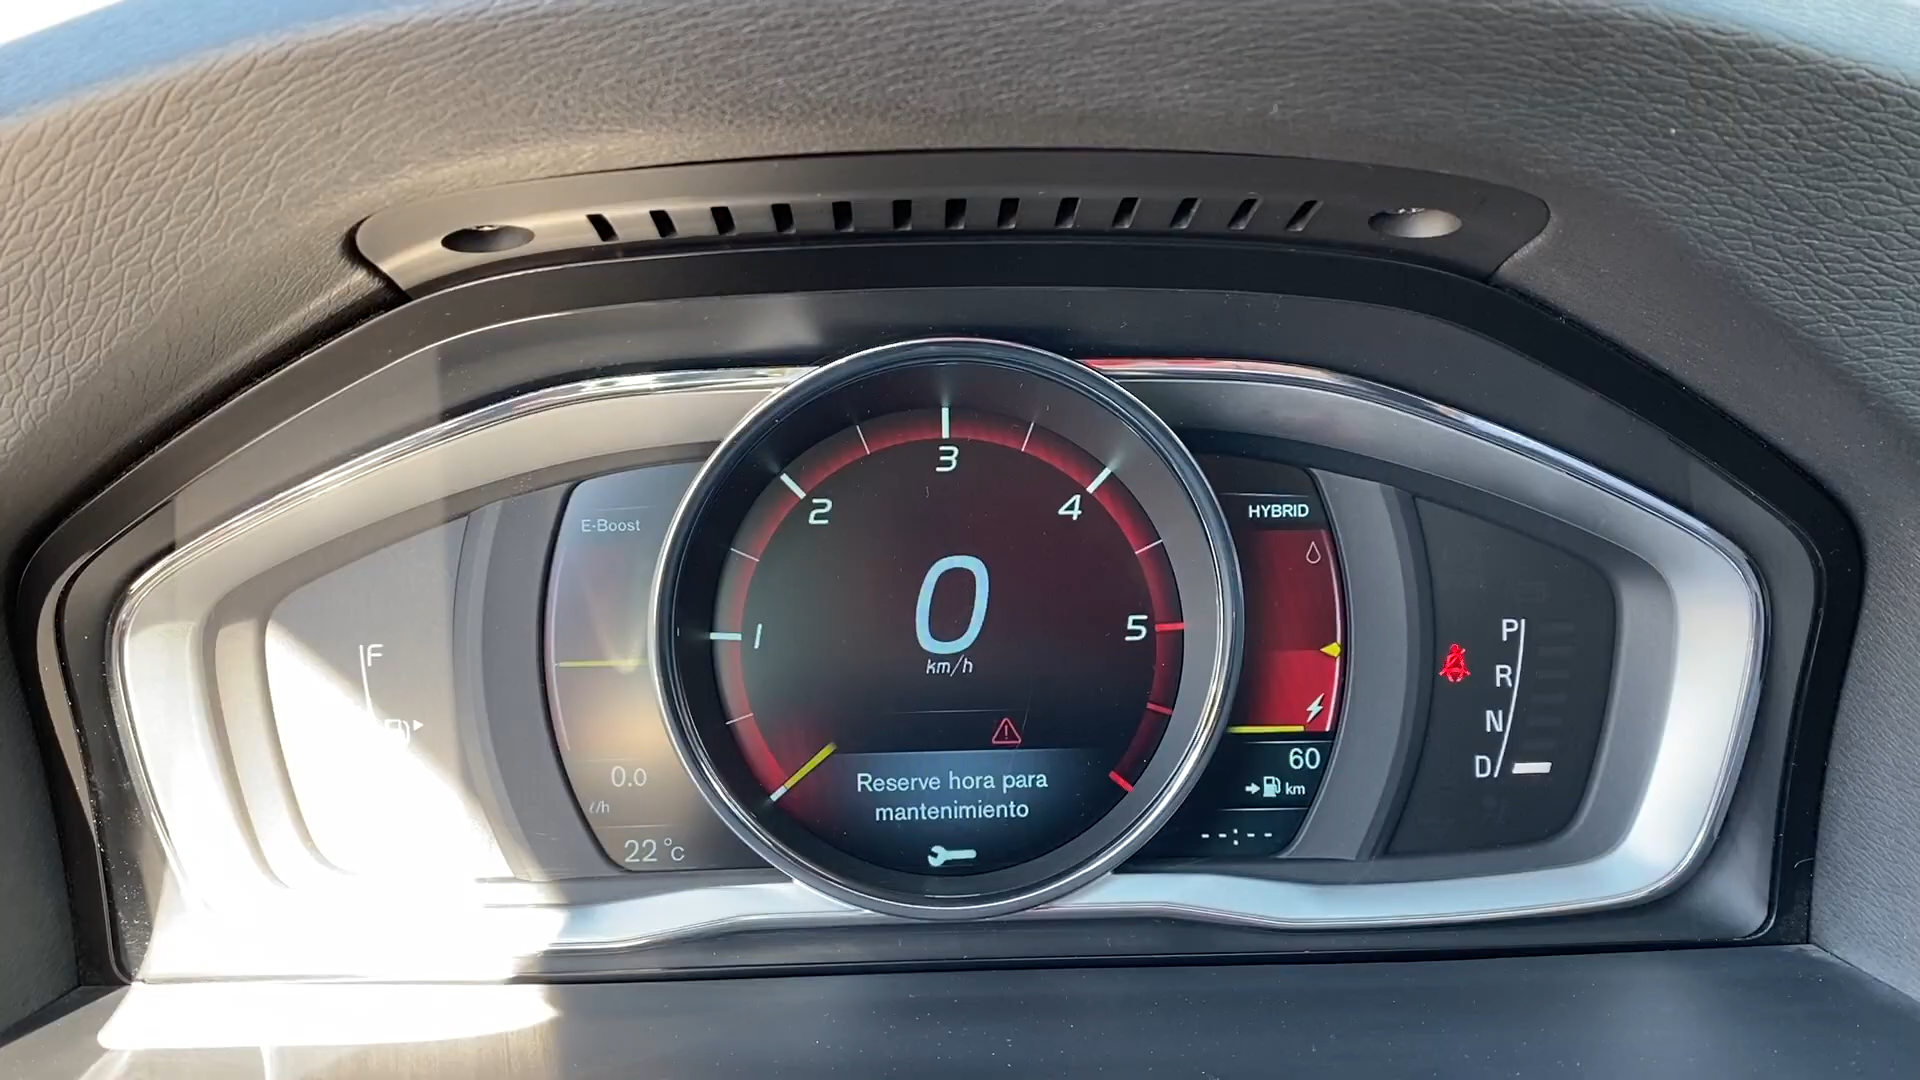 E-Boost
F
0.0
ℓ/h
22°C
1
2
3
4
5
0
km/h
Reserve hora para
mantenimiento
HYBRID
60
km
--:--
P
R
N
D